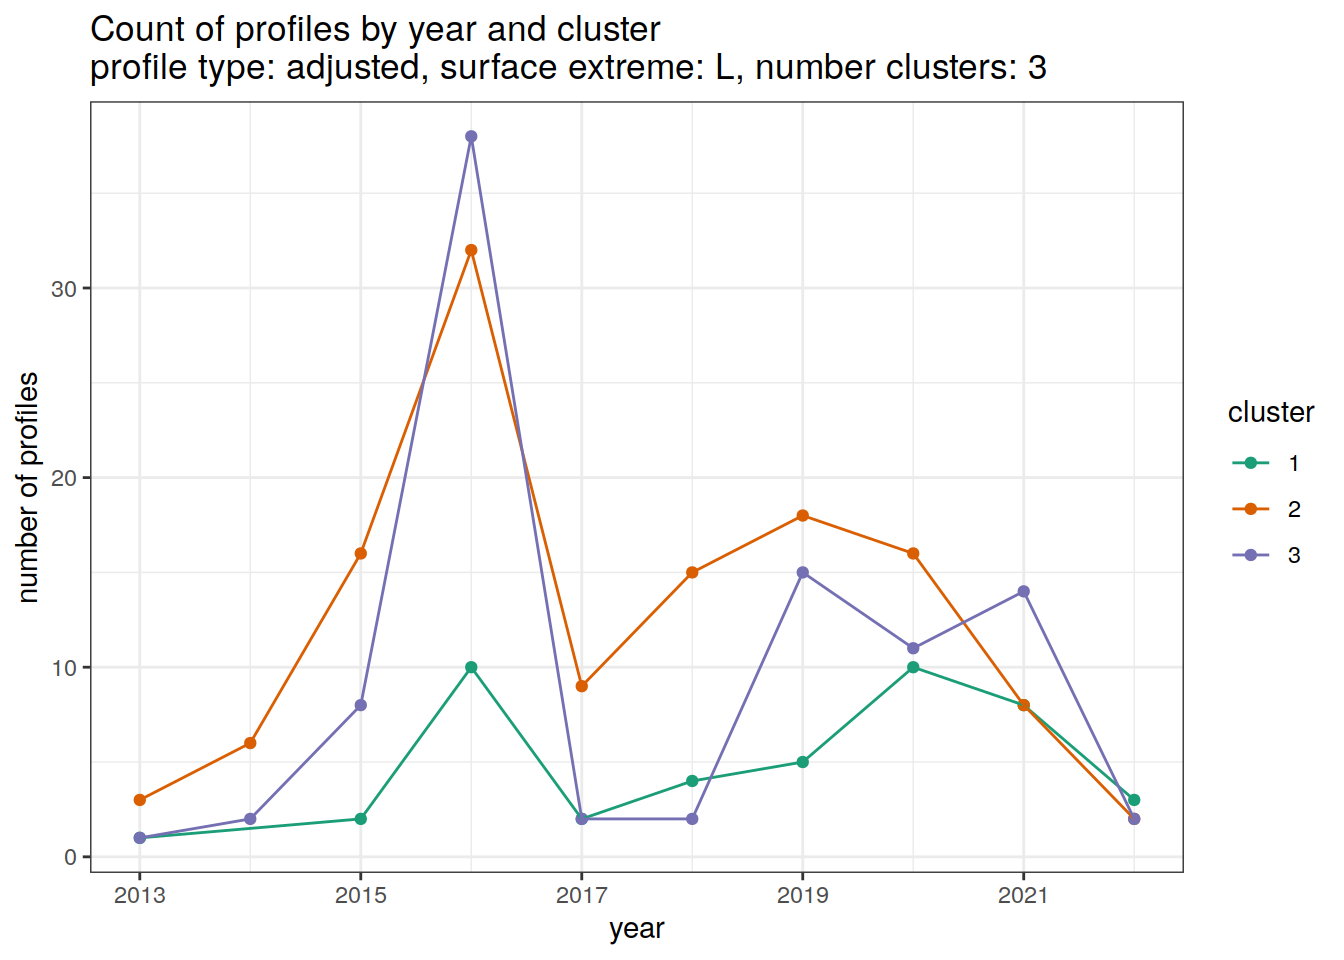 Count of profiles by year and cluster
profile type: adjusted, surface extreme: L, number clusters: 3
number of profiles
30
20
10
0
2013
2015
2017
2019
2021
year
cluster
1
2
3